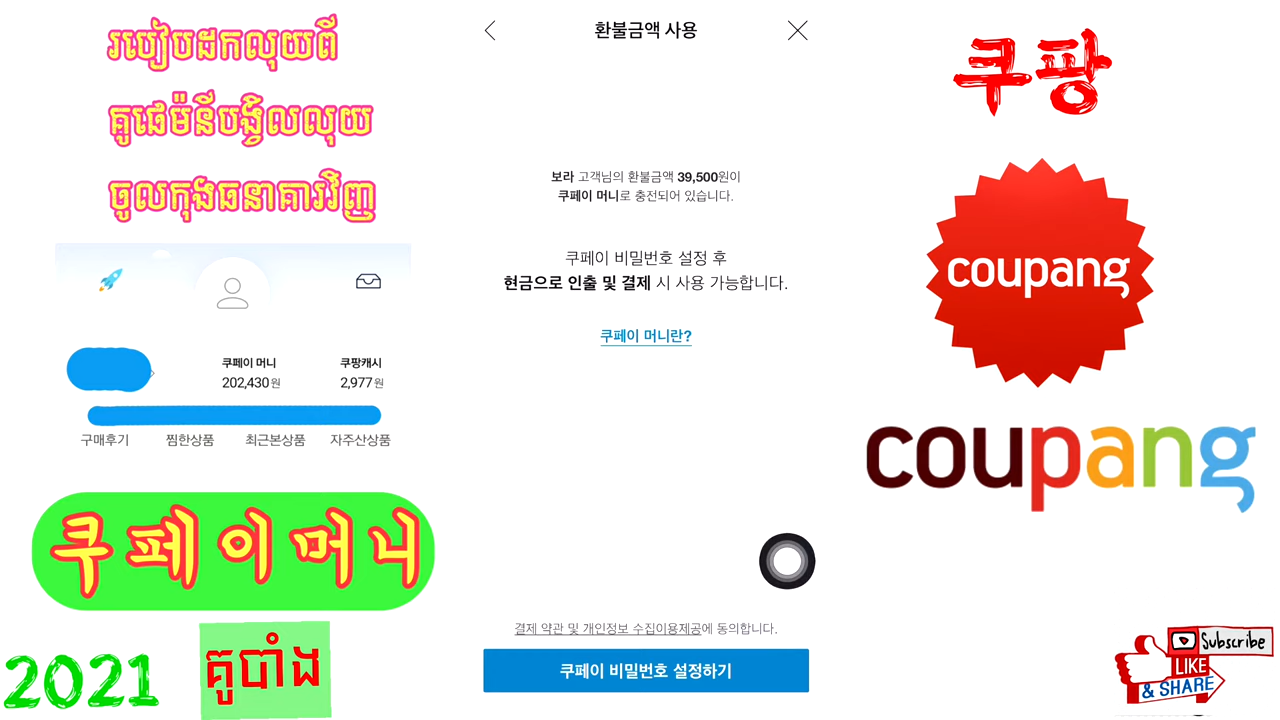 របៀបដកលុយពី
គូផេម៉នីបង្វិលលុយ
ចូលកុងធនាគារវិញ
쿠페이 머니
쿠팡캐시
202,430원
2,977원
구매후기
찜한상품
최근본상품
자주산상품
쿠페이머니
2021
គូបាំង
환불금액 사용
보라 고객님의 환불금액 39,500원이
쿠페이 머니로 충전되어 있습니다.
쿠페이 비밀번호 설정 후
현금으로 인출 및 결제 시 사용 가능합니다.
쿠페이 머니란?
결제 약관 및 개인정보 수집이용제공에 동의합니다.
쿠페이 비밀번호 설정하기
쿠팡
coupang
coupang
Subscribe
LIKE
& SHARE